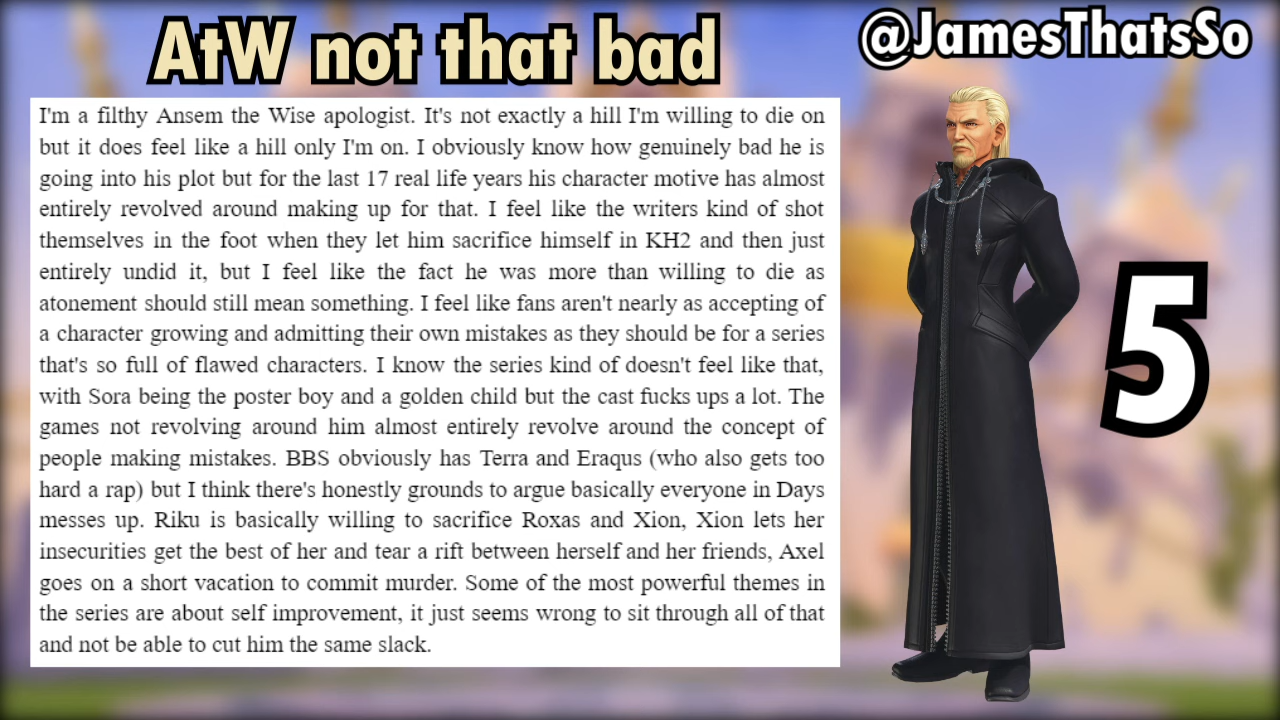 AtW not that bad
@JamesThatsSo
I'm a filthy Ansem the Wise apologist. It's not exactly a hill I'm willing to die on
but it does feel like a hill only I'm on. I obviously know how genuinely bad he is
going into his plot but for the last 17 real life years his character motive has almost
entirely revolved around making up for that. I feel like the writers kind of shot
themselves in the foot when they let him sacrifice himself in KH2 and then just
entirely undid it, but I feel like the fact he was more than willing to die as
atonement should still mean something. I feel like fans aren't nearly as accepting of
a character growing and admitting their own mistakes as they should be for a series
that's so full of flawed characters. I know the series kind of doesn't feel like that,
with Sora being the poster boy and a golden child but the cast fucks ups a lot. The
games not revolving around him almost entirely revolve around the concept of
people making mistakes. BBS obviously has Terra and Eraqus (who also gets too
hard a rap) but I think there's honestly grounds to argue basically everyone in Days
messes up. Riku is basically willing to sacrifice Roxas and Xion, Xion lets her
insecurities get the best of her and tear a rift between herself and her friends, Axel
goes on a short vacation to commit murder. Some of the most powerful themes in
the series are about self improvement, it just seems wrong to sit through all of that
and not be able to cut him the same slack.
5